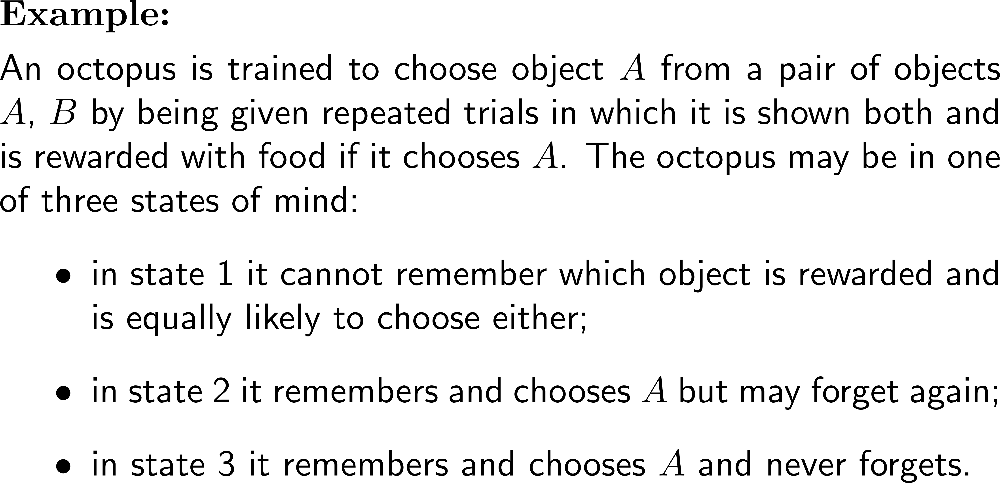 Example:
An octopus is trained to choose object A from a pair of objects
A, B by being given repeated trials in which it is shown both and
is rewarded with food if it chooses A. The octopus may be in one
of three states of mind:
• in state 1 it cannot remember which object is rewarded and
is equally likely to choose either;
• in state 2 it remembers and chooses A but may forget again;
• in state 3 it remembers and chooses A and never forgets.